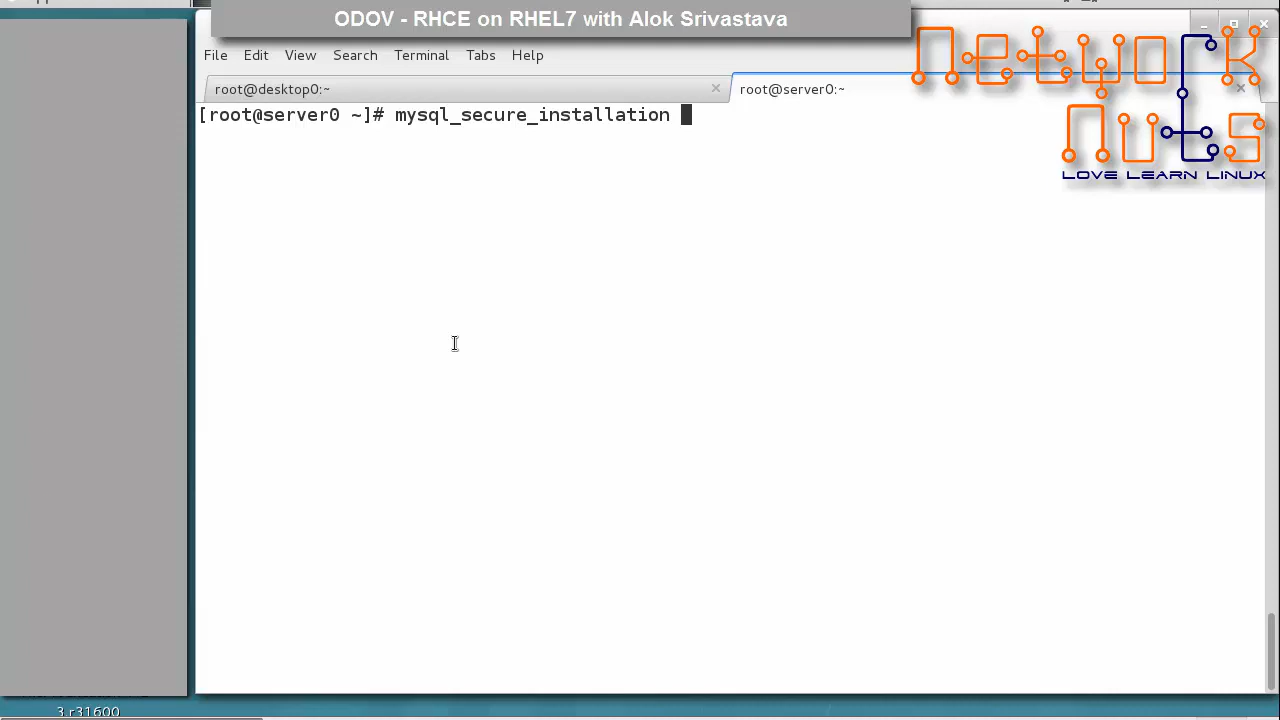 ODOV - RHCE on RHEL7 with Alok Srivastava
File Edit View Search Terminal Tabs Help
root@desktop0:~ × root@server0:~ ×
[root@server0 ~]# mysql_secure_installation
network
nuts
LOVE LEARN LINUX
3.r31600